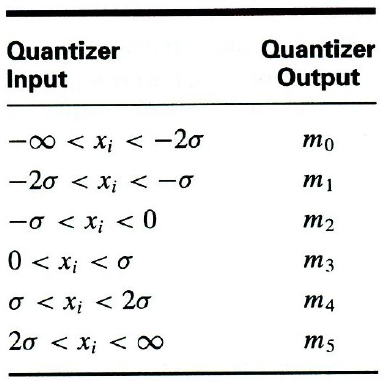 Quantizer Input Quantizer Output
−∞ < xᵢ < −2σ m₀
−2σ < xᵢ < −σ m₁
−σ < xᵢ < 0 m₂
0 < xᵢ < σ m₃
σ < xᵢ < 2σ m₄
2σ < xᵢ < ∞ m₅